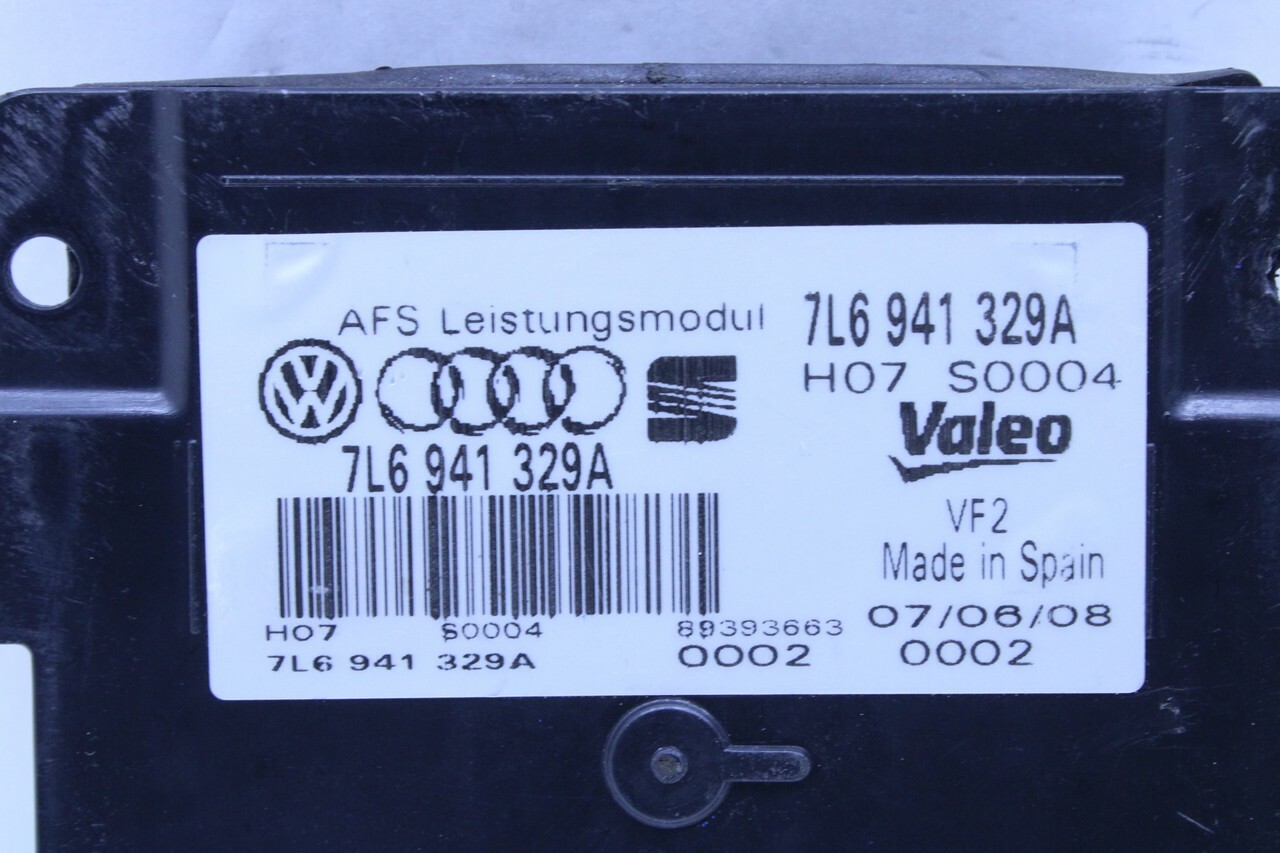 AFS Leistungsmodul
7L6 941 329A
H07 S0004
Valeo
7L6 941 329A
VF2
Made in Spain
07/06/08
0002
H07 S0004 89393663
7L6 941 329A 0002